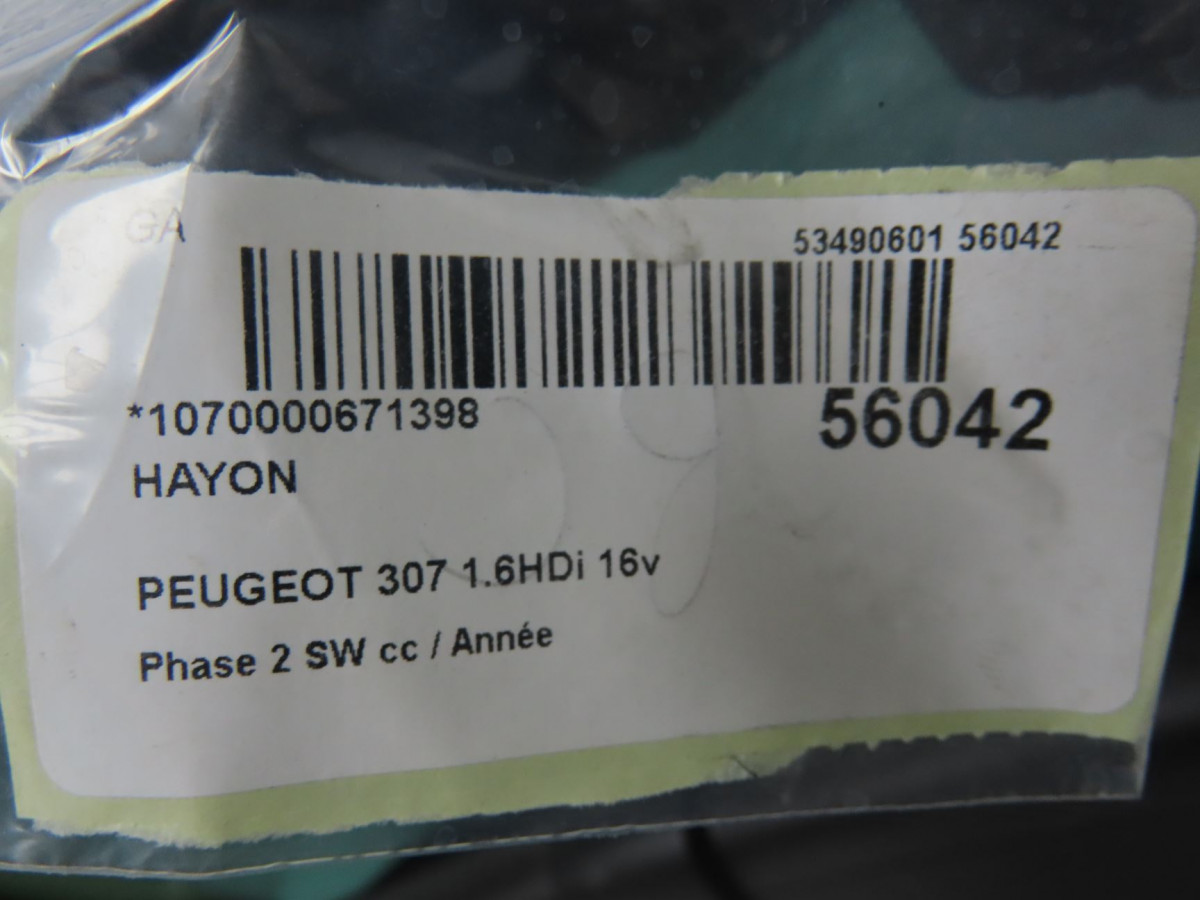 GA
53490601 56042
*1070000671398
56042
HAYON
PEUGEOT 307 1.6HDi 16v
Phase 2 SW cc / Année